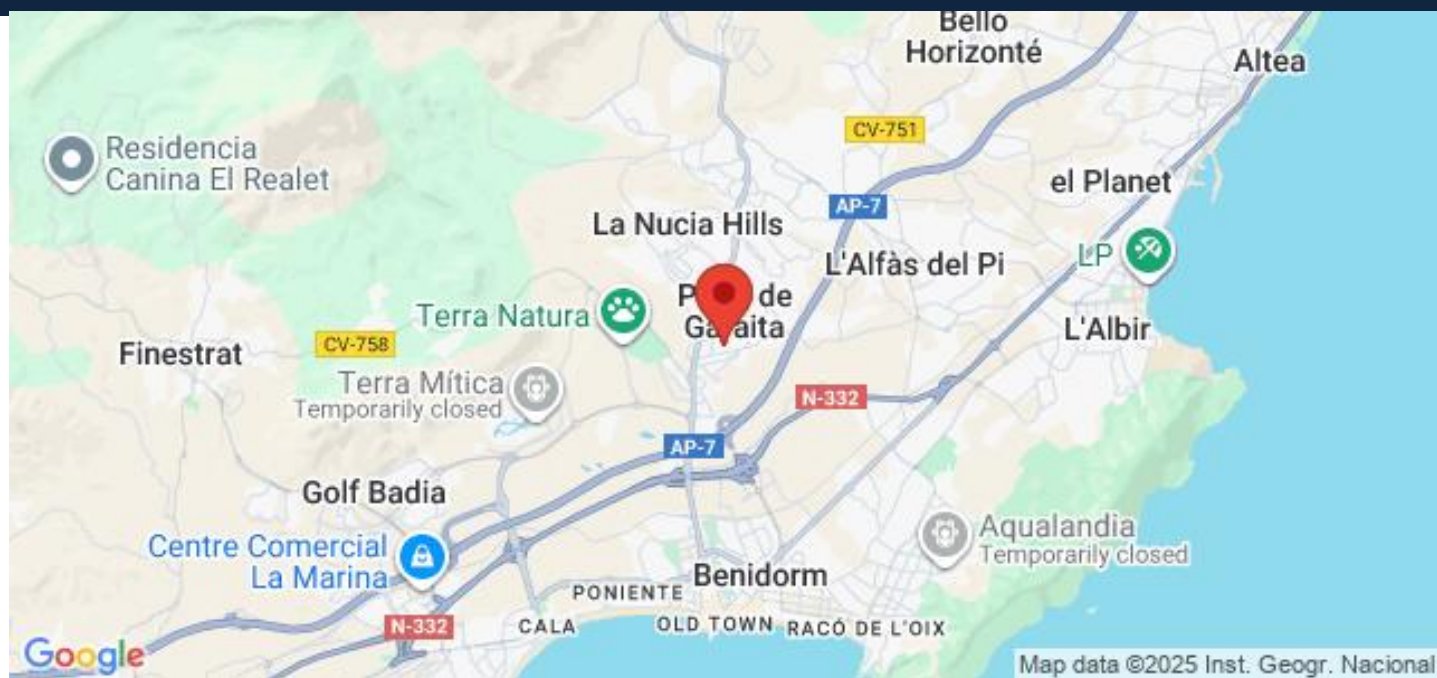 Bello
Horizonté
Altea
CV-751
Residencia
Canina El Realet
el Planet
AP-7
La Nucia Hills
L'Alfàs del Pi
LP
de
Terra Natura
L'Albir
Finestrat
CV-758
Terra Mítica
Temporarily closed
N-332
AP-7
Golf Badia
Aqualandia
Temporarily closed
Centre Comercial
La Marina
Benidorm
PONIENTE
N-332
CALA
OLD TOWN
RACÓ DE L'OIX
Google
Map data ©2025 Inst. Geogr. Nacional